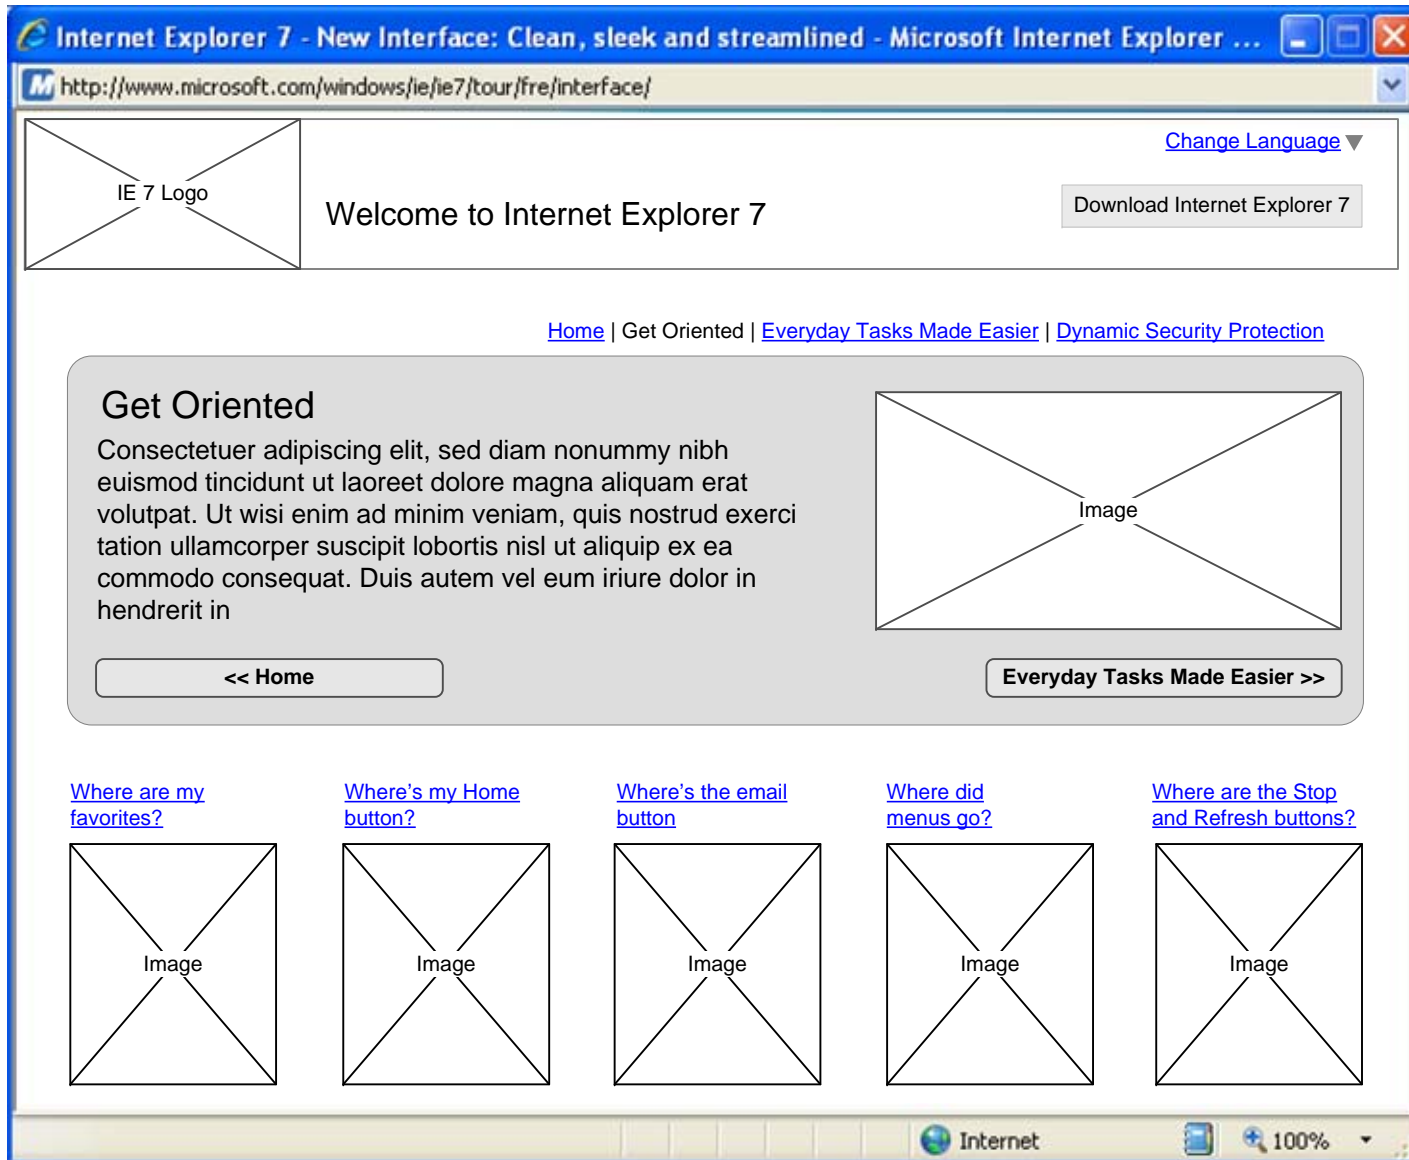 Internet Explorer 7 - New Interface: Clean, sleek and streamlined - Microsoft Internet Explorer ...
http://www.microsoft.com/windows/ie/ie7/tour/fre/interface/
Change Language
IE 7 Logo
Welcome to Internet Explorer 7
Download Internet Explorer 7
Home | Get Oriented | Everyday Tasks Made Easier | Dynamic Security Protection
Get Oriented
Consectetuer adipiscing elit, sed diam nonummy nibh
euismod tincidunt ut laoreet dolore magna aliquam erat
volutpat. Ut wisi enim ad minim veniam, quis nostrud exerci
tation ullamcorper suscipit lobortis nisl ut aliquip ex ea
commodo consequat. Duis autem vel eum iriure dolor in
hendrerit in
Image
<< Home
Everyday Tasks Made Easier >>
Where are my
favorites?
Where’s my Home
button?
Where’s the email
button
Where did
menus go?
Where are the Stop
and Refresh buttons?
Image
Image
Image
Image
Image
Internet
100%